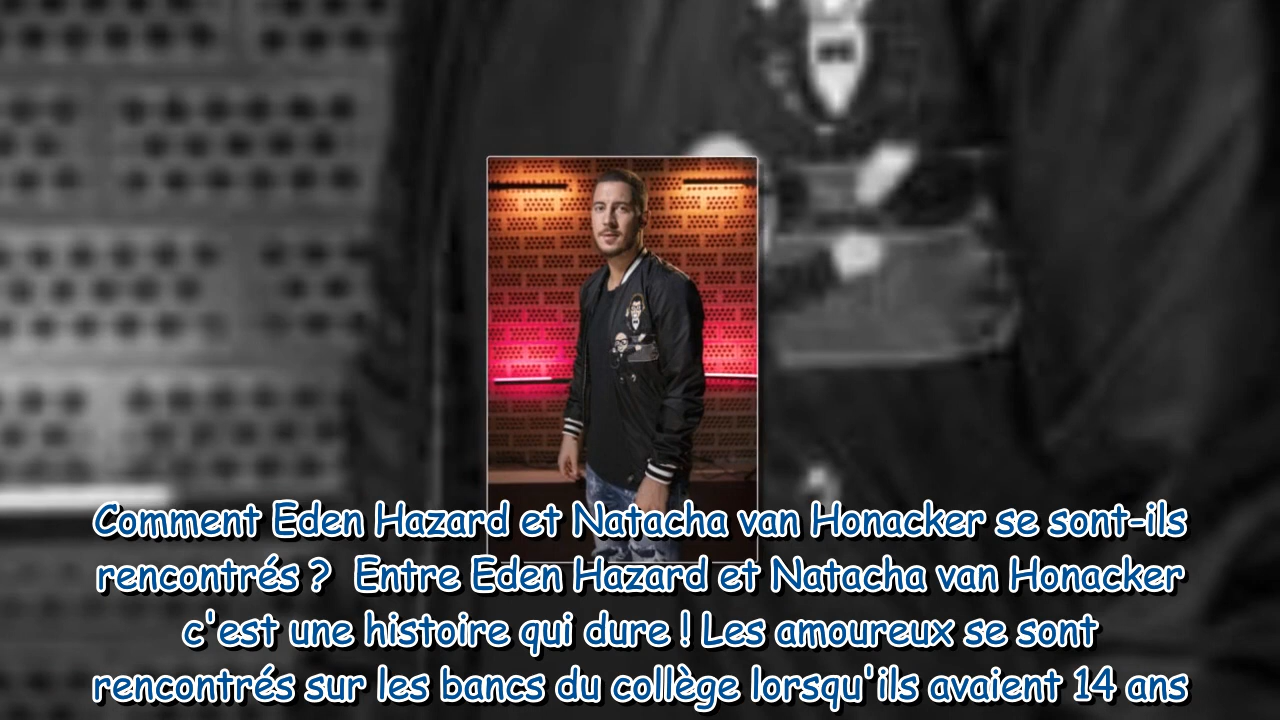 Comment Eden Hazard et Natacha van Honacker se sont-ils
rencontrés ?  Entre Eden Hazard et Natacha van Honacker
c'est une histoire qui dure ! Les amoureux se sont
rencontrés sur les bancs du collège lorsqu'ils avaient 14 ans